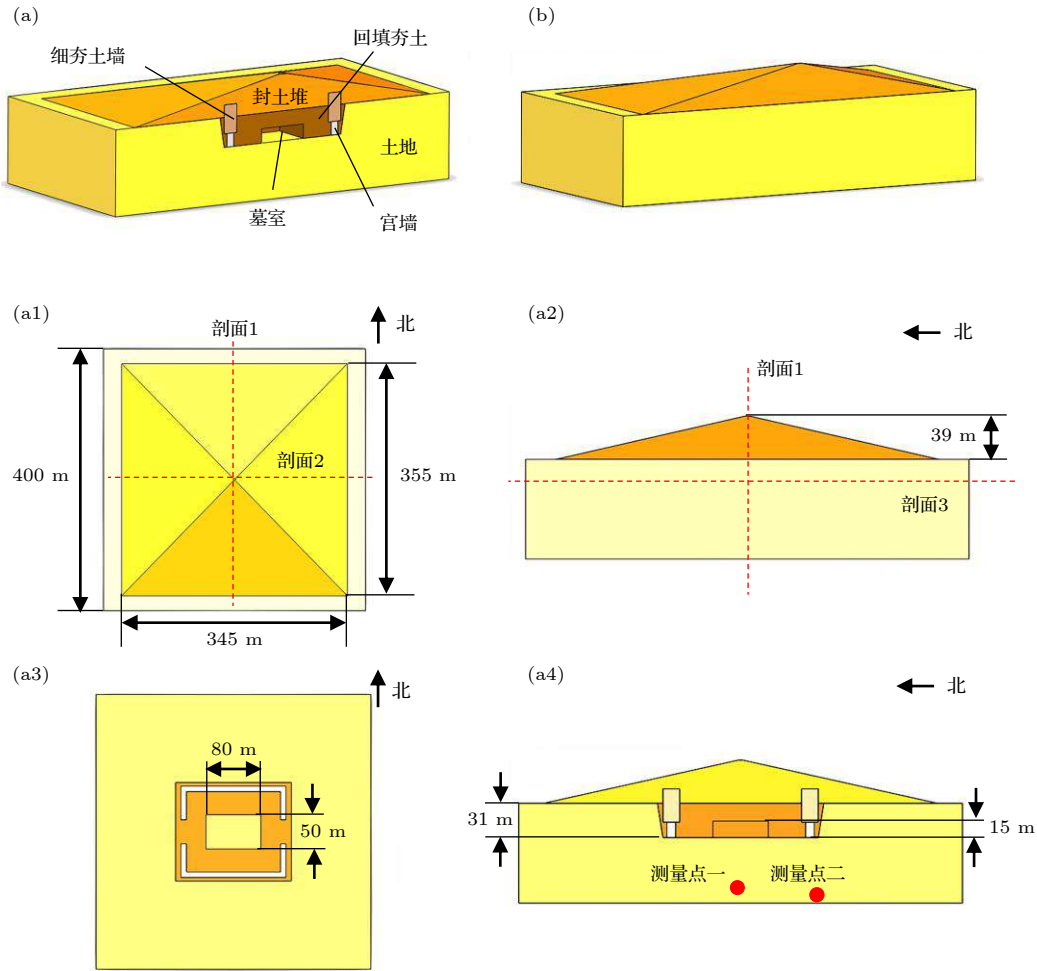 (a)
(b)
细夯土墙
回填夯土
封土堆
土地
墓室
宫墙
(a1)
剖面1
北
剖面2
400 m
355 m
345 m
(a2)
北
剖面1
39 m
剖面3
(a3)
北
80 m
50 m
(a4)
北
31 m
15 m
测量点一
测量点二